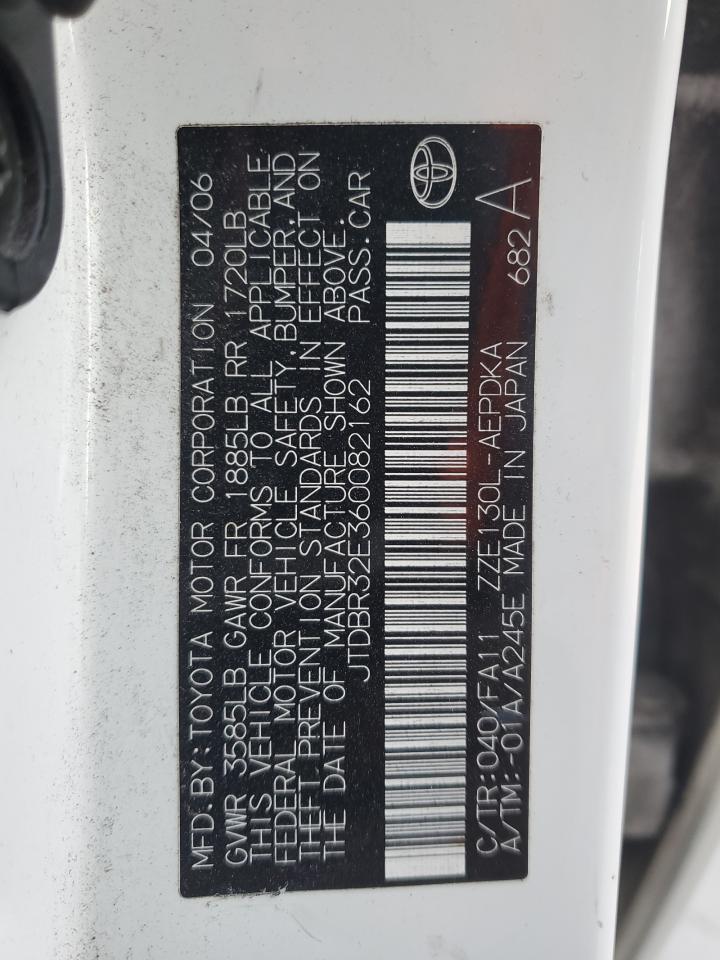 MFD.BY:TOYOTA MOTOR CORPORATION 04/06
GVWR 3585LB GAWR FR 1885LB RR 1720LB
THIS VEHICLE CONFORMS TO ALL APPLICABLE
FEDERAL MOTOR VEHICLE SAFETY,BUMPER,AND
THEFT PREVENTION STANDARDS IN EFFECT ON
THE DATE OF MANUFACTURE SHOWN ABOVE.
JTDBR32E360082162 PASS.CAR
C/TR:040/FA11 ZZE130L-AEPDKA
A/TM:-01A/A245E MADE IN JAPAN 682 A